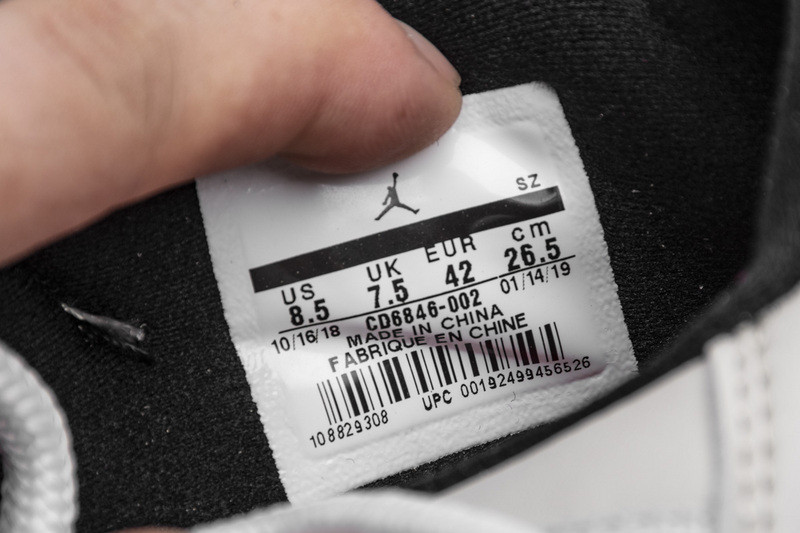 SZ
US UK EUR cm
8.5 7.5 42 26.5
10/16/18 CD6846-002 01/14/19
MADE IN CHINA
FABRIQUE EN CHINE
108829308 UPC 00192499456526